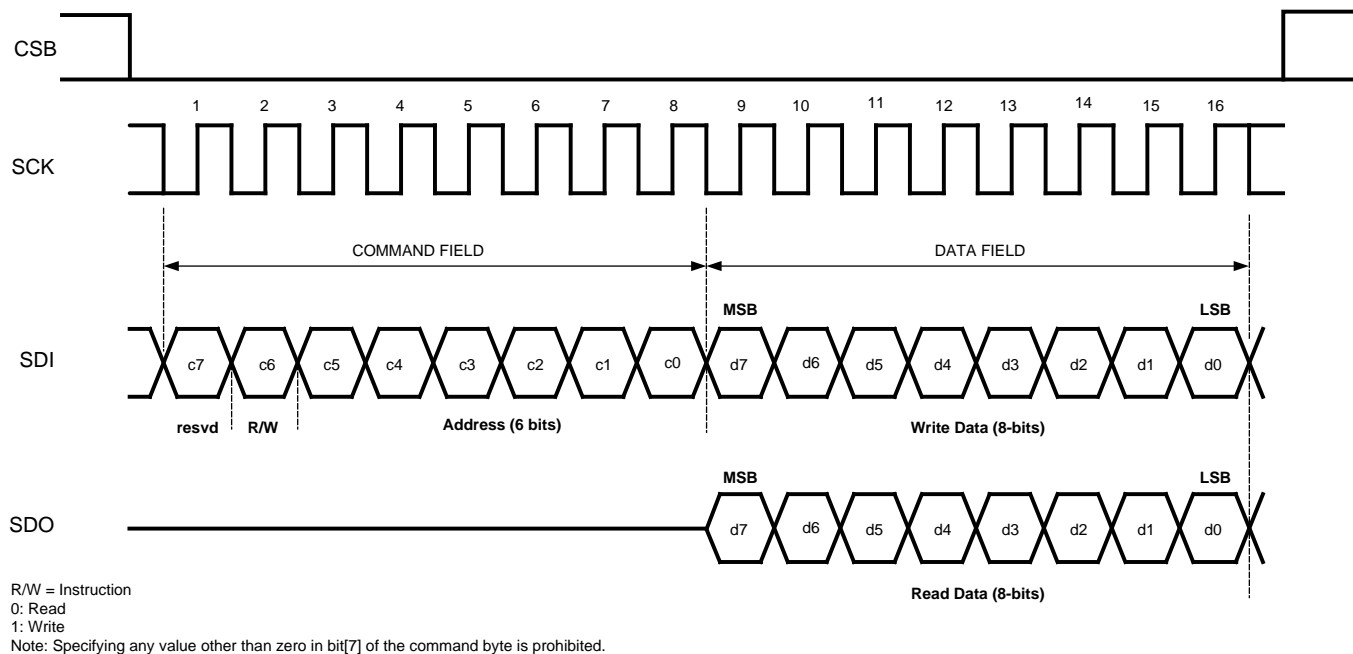 CSB
1 2 3 4 5 6 7 8 9 10 11 12 13 14 15 16
SCK
COMMAND FIELD DATA FIELD
MSB LSB
SDI c7 c6 c5 c4 c3 c2 c1 c0 d7 d6 d5 d4 d3 d2 d1 d0
resvd R/W Address (6 bits) Write Data (8-bits)
MSB LSB
SDO d7 d6 d5 d4 d3 d2 d1 d0
Read Data (8-bits)
R/W = Instruction
0: Read
1: Write
Note: Specifying any value other than zero in bit[7] of the command byte is prohibited.